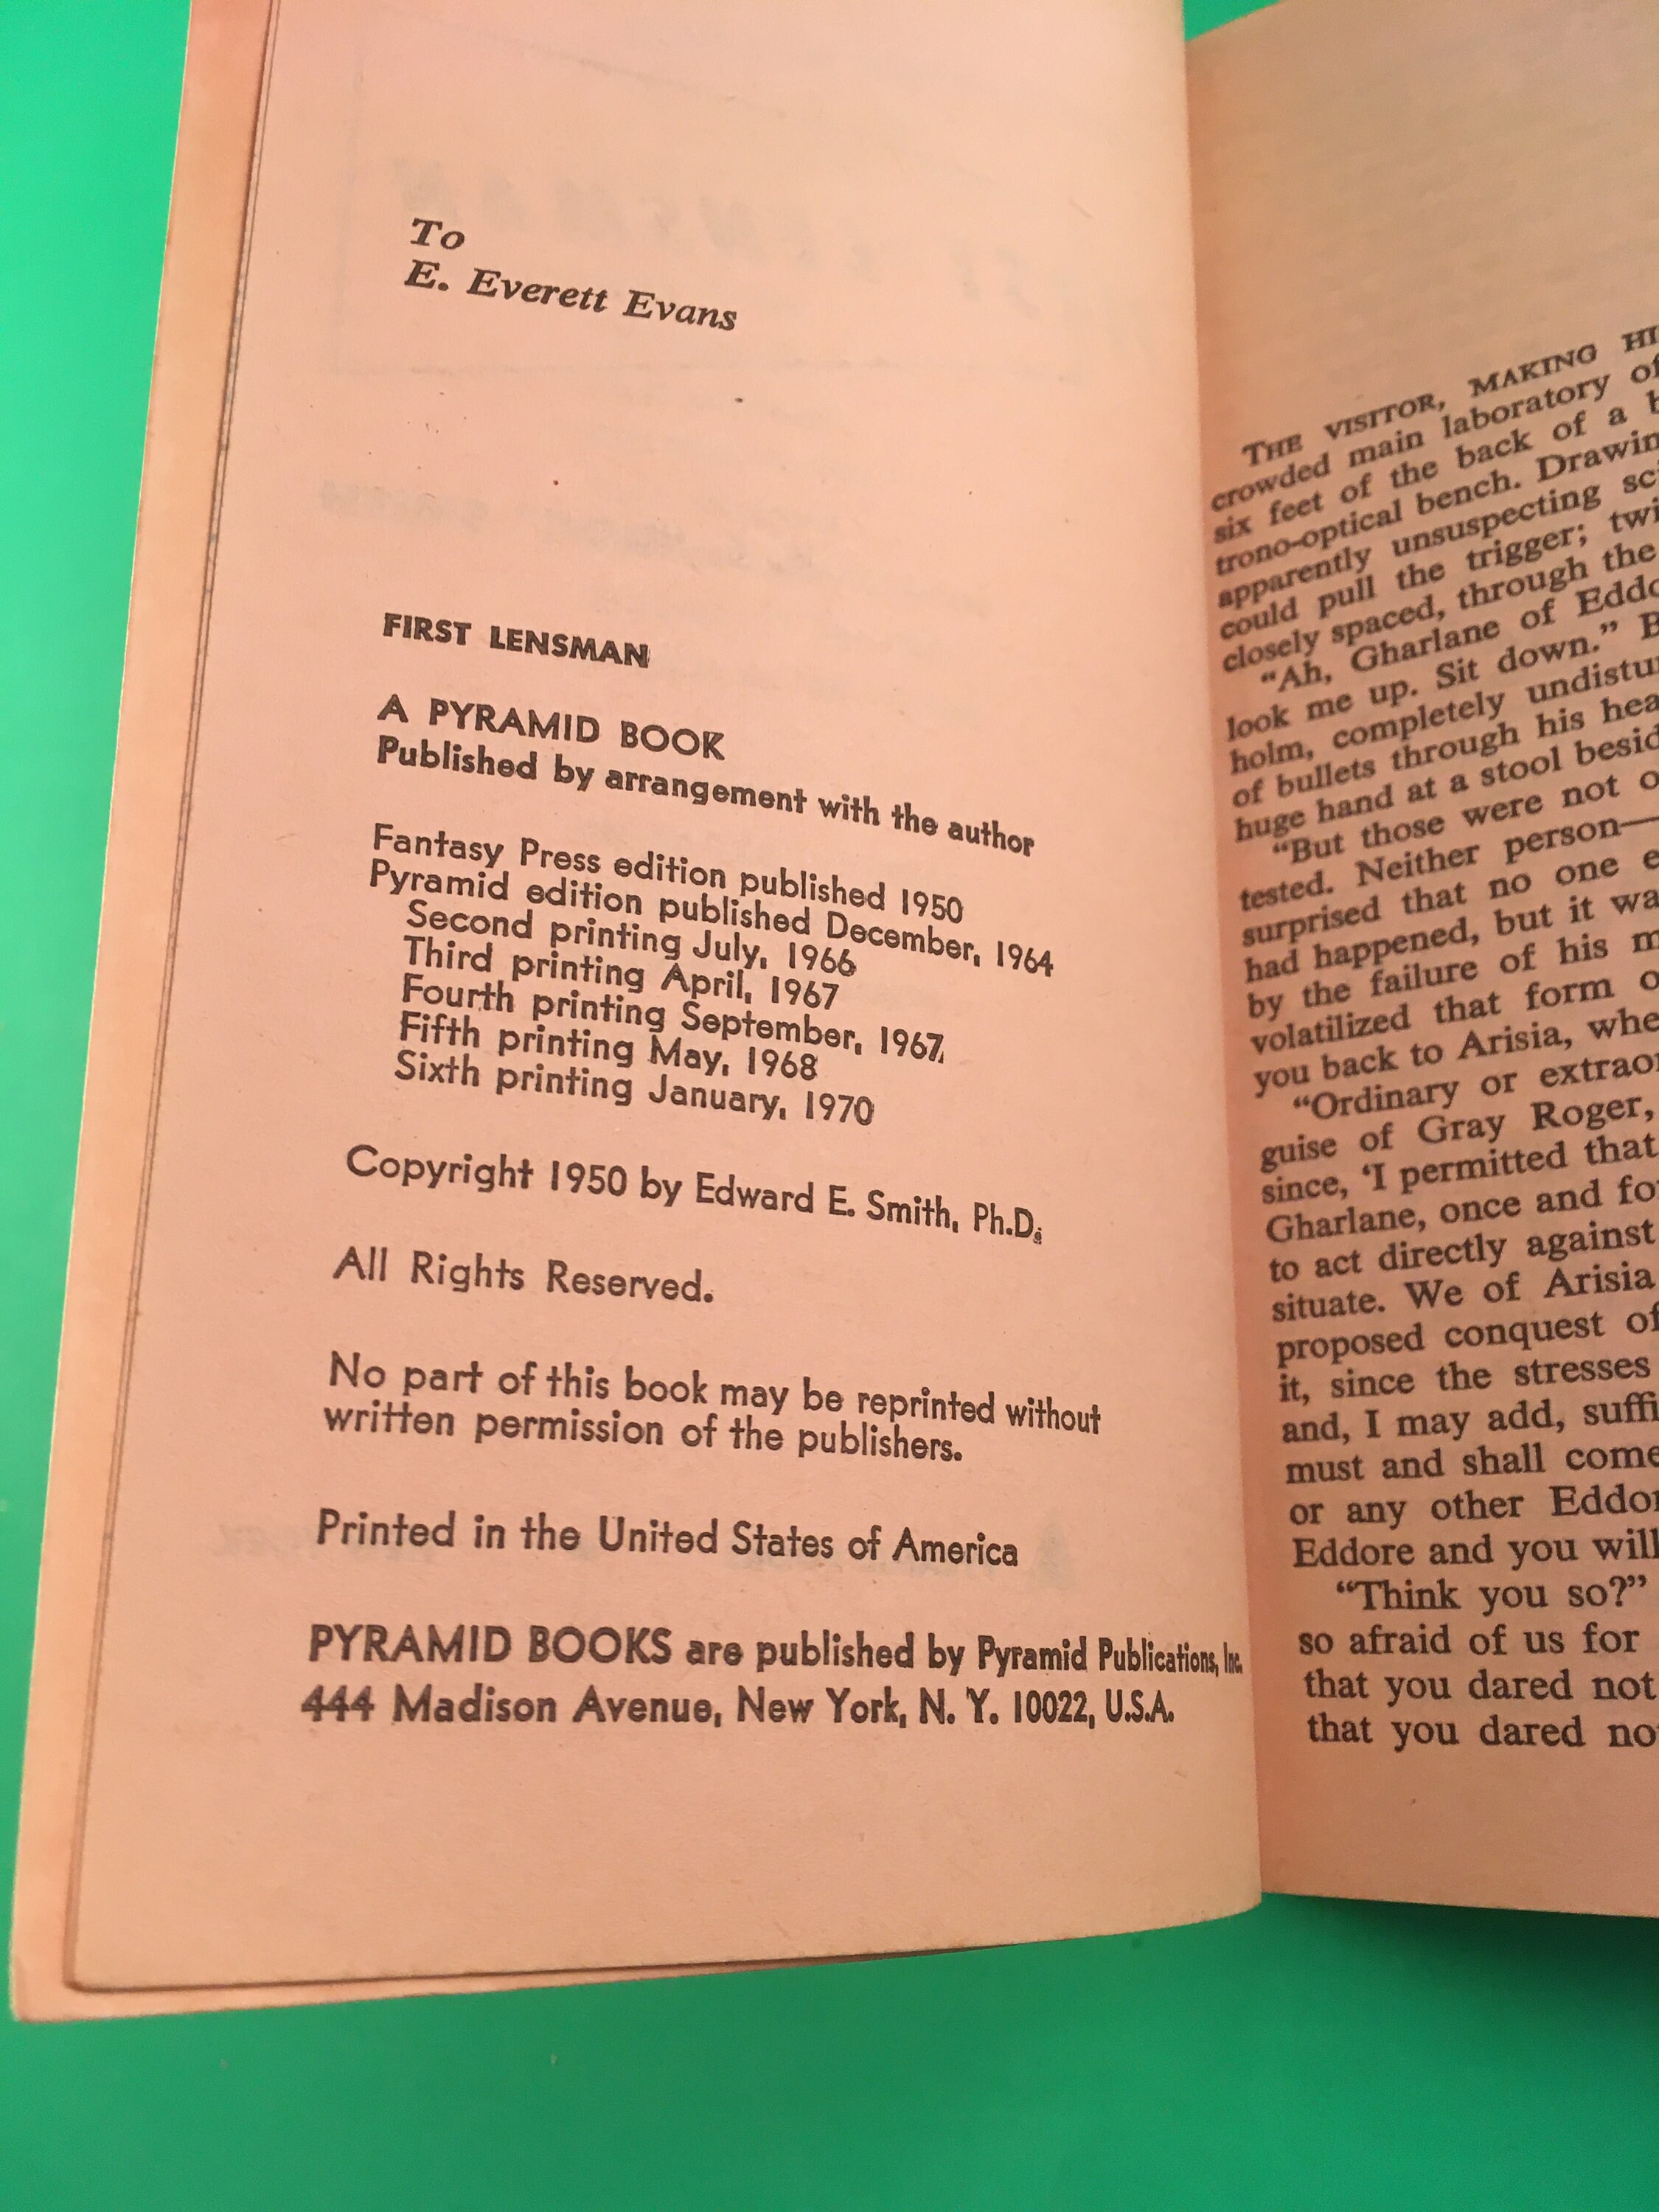 To
E. Everett Evans
FIRST LENSMAN
A PYRAMID BOOK
Published by arrangement with the author
Fantasy Press edition published 1950
Pyramid edition published December, 1964
Second printing July, 1966
Third printing April, 1967
Fourth printing September, 1967,
Fifth printing May, 1968
Sixth printing January, 1970
Copyright 1950 by Edward E. Smith, Ph.D.
All Rights Reserved.
No part of this book may be reprinted without
written permission of the publishers.
Printed in the United States of America
PYRAMID BOOKS are published by Pyramid Publications, Inc.
444 Madison Avenue, New York, N. Y. 10022, U.S.A.
THE VISITOR, MAKING
crowded main laboratory
six feet of the back of a
trono-optical bench.
apparently unsuspecting
could pull the trigger;
closely spaced, through the
"Ah, Gharlane of
look me up. Sit down."
holm, completely
of bullets through his
huge hand at a stool
"But those were not
tested. Neither person—
surprised that no one
had happened, but it
by the failure of his
volatilized that form
you back to Arisia,
"Ordinary or
guise of Gray Roger,
since, 'I permitted that
Gharlane, once and
to act directly against
situate. We of Arisia
proposed conquest
it, since the stresses
and, I may add,
must and shall come
or any other
Eddore and you will
"Think you so?"
so afraid of us for
that you dared not
that you dared